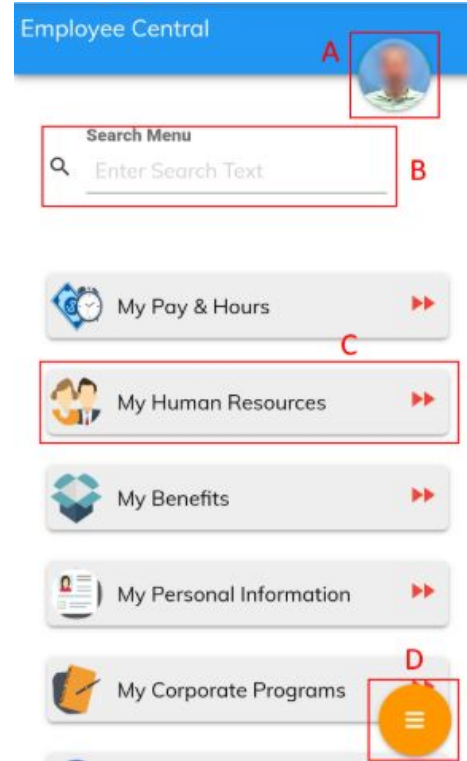 Employee Central
A
Search Menu
Enter Search Text
B
My Pay & Hours
C
My Human Resources
My Benefits
My Personal Information
D
My Corporate Programs